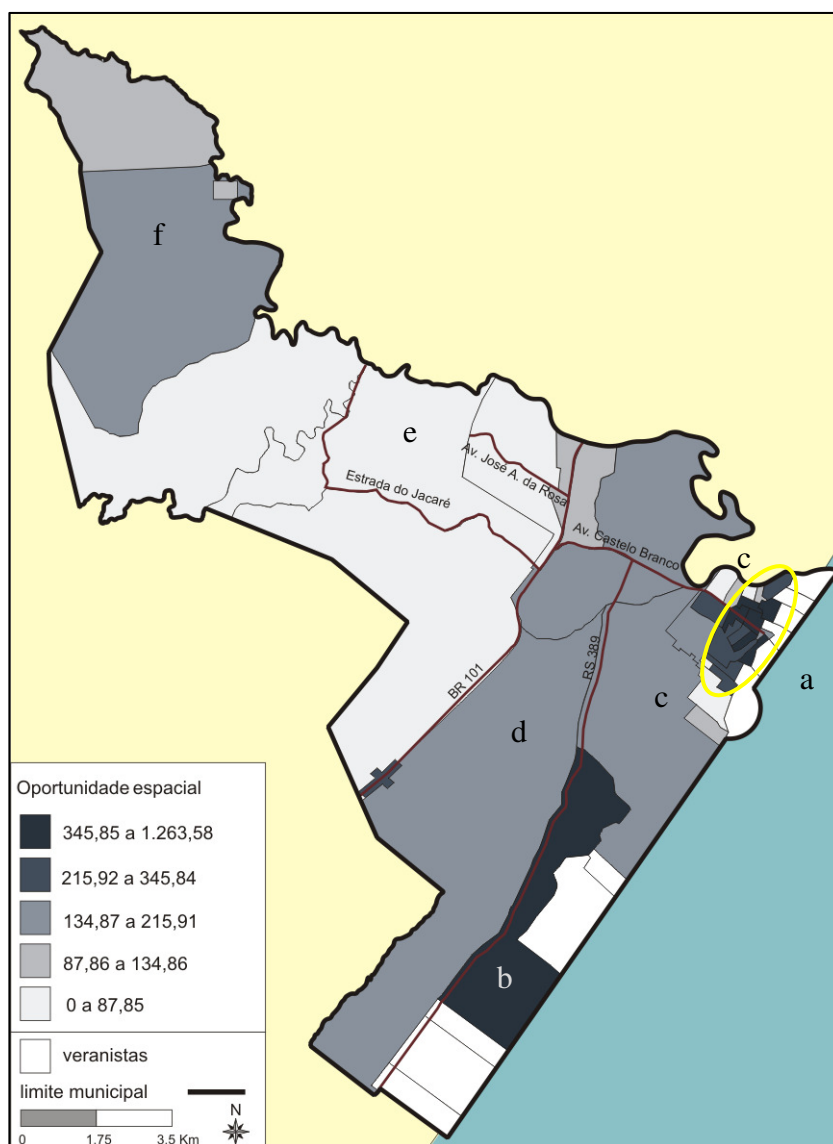 f
e
Av. José A. da Rosa
Estrada do Jacaré
Av. Castelo Branco
c
a
BR 101
RS 389
c
d
b
Oportunidade espacial
345,85 a 1.263,58
215,92 a 345,84
134,87 a 215,91
87,86 a 134,86
0 a 87,85
veranistas
limite municipal
N
0 1.75 3.5 Km